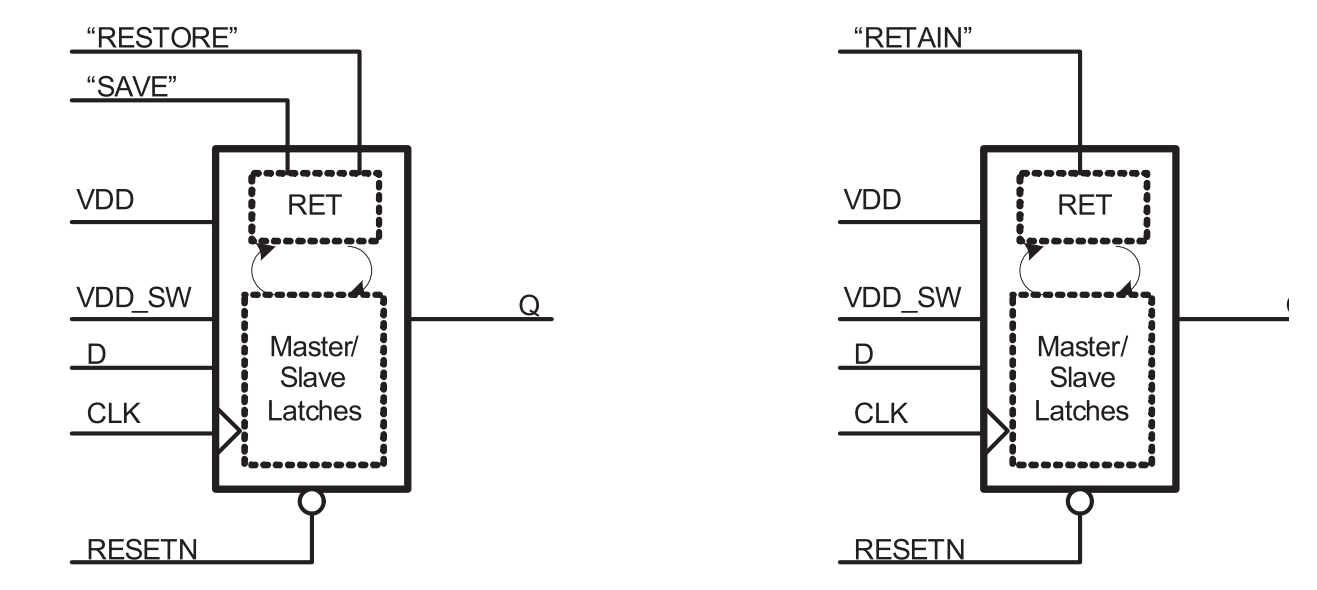 “RESTORE”
“SAVE”
VDD
RET
VDD_SW
Q
D
Master/
Slave
Latches
CLK
RESETN
“RETAIN”
VDD
RET
VDD_SW
D
Master/
Slave
Latches
CLK
RESETN